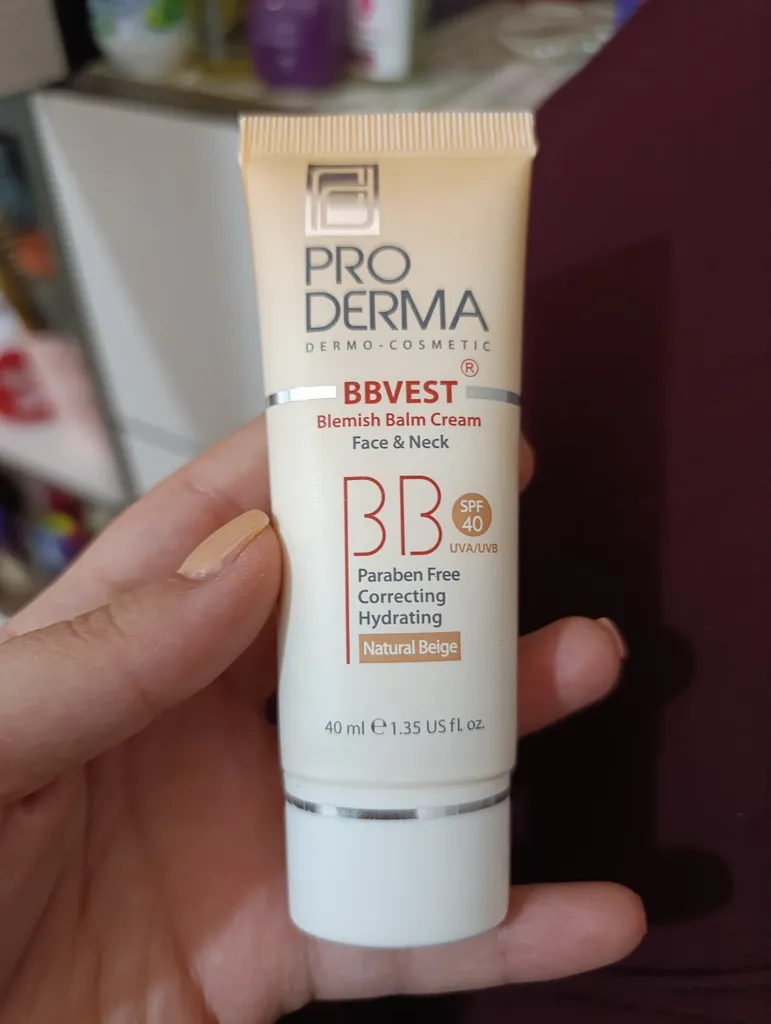 PRO
DERMA
DERMO-COSMETIC
®
BBVEST
Blemish Balm Cream
Face & Neck
BB
SPF
40
UVA/UVB
Paraben Free
Correcting
Hydrating
Natural Beige
40 ml ℮ 1.35 US fl. oz.